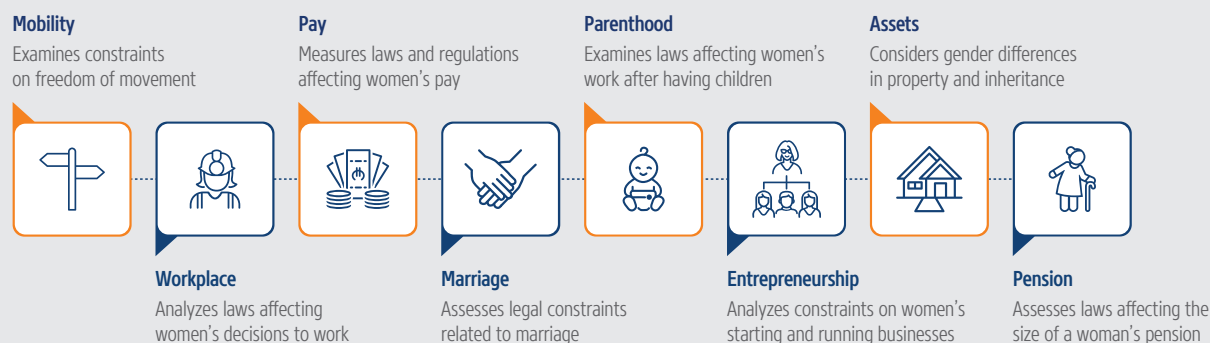 Mobility
Examines constraints
on freedom of movement
Pay
Measures laws and regulations
affecting women's pay
Parenthood
Examines laws affecting women's
work after having children
Assets
Considers gender differences
in property and inheritance
Workplace
Analyzes laws affecting
women's decisions to work
Marriage
Assesses legal constraints
related to marriage
Entrepreneurship
Analyzes constraints on women's
starting and running businesses
Pension
Assesses laws affecting the
size of a woman's pension